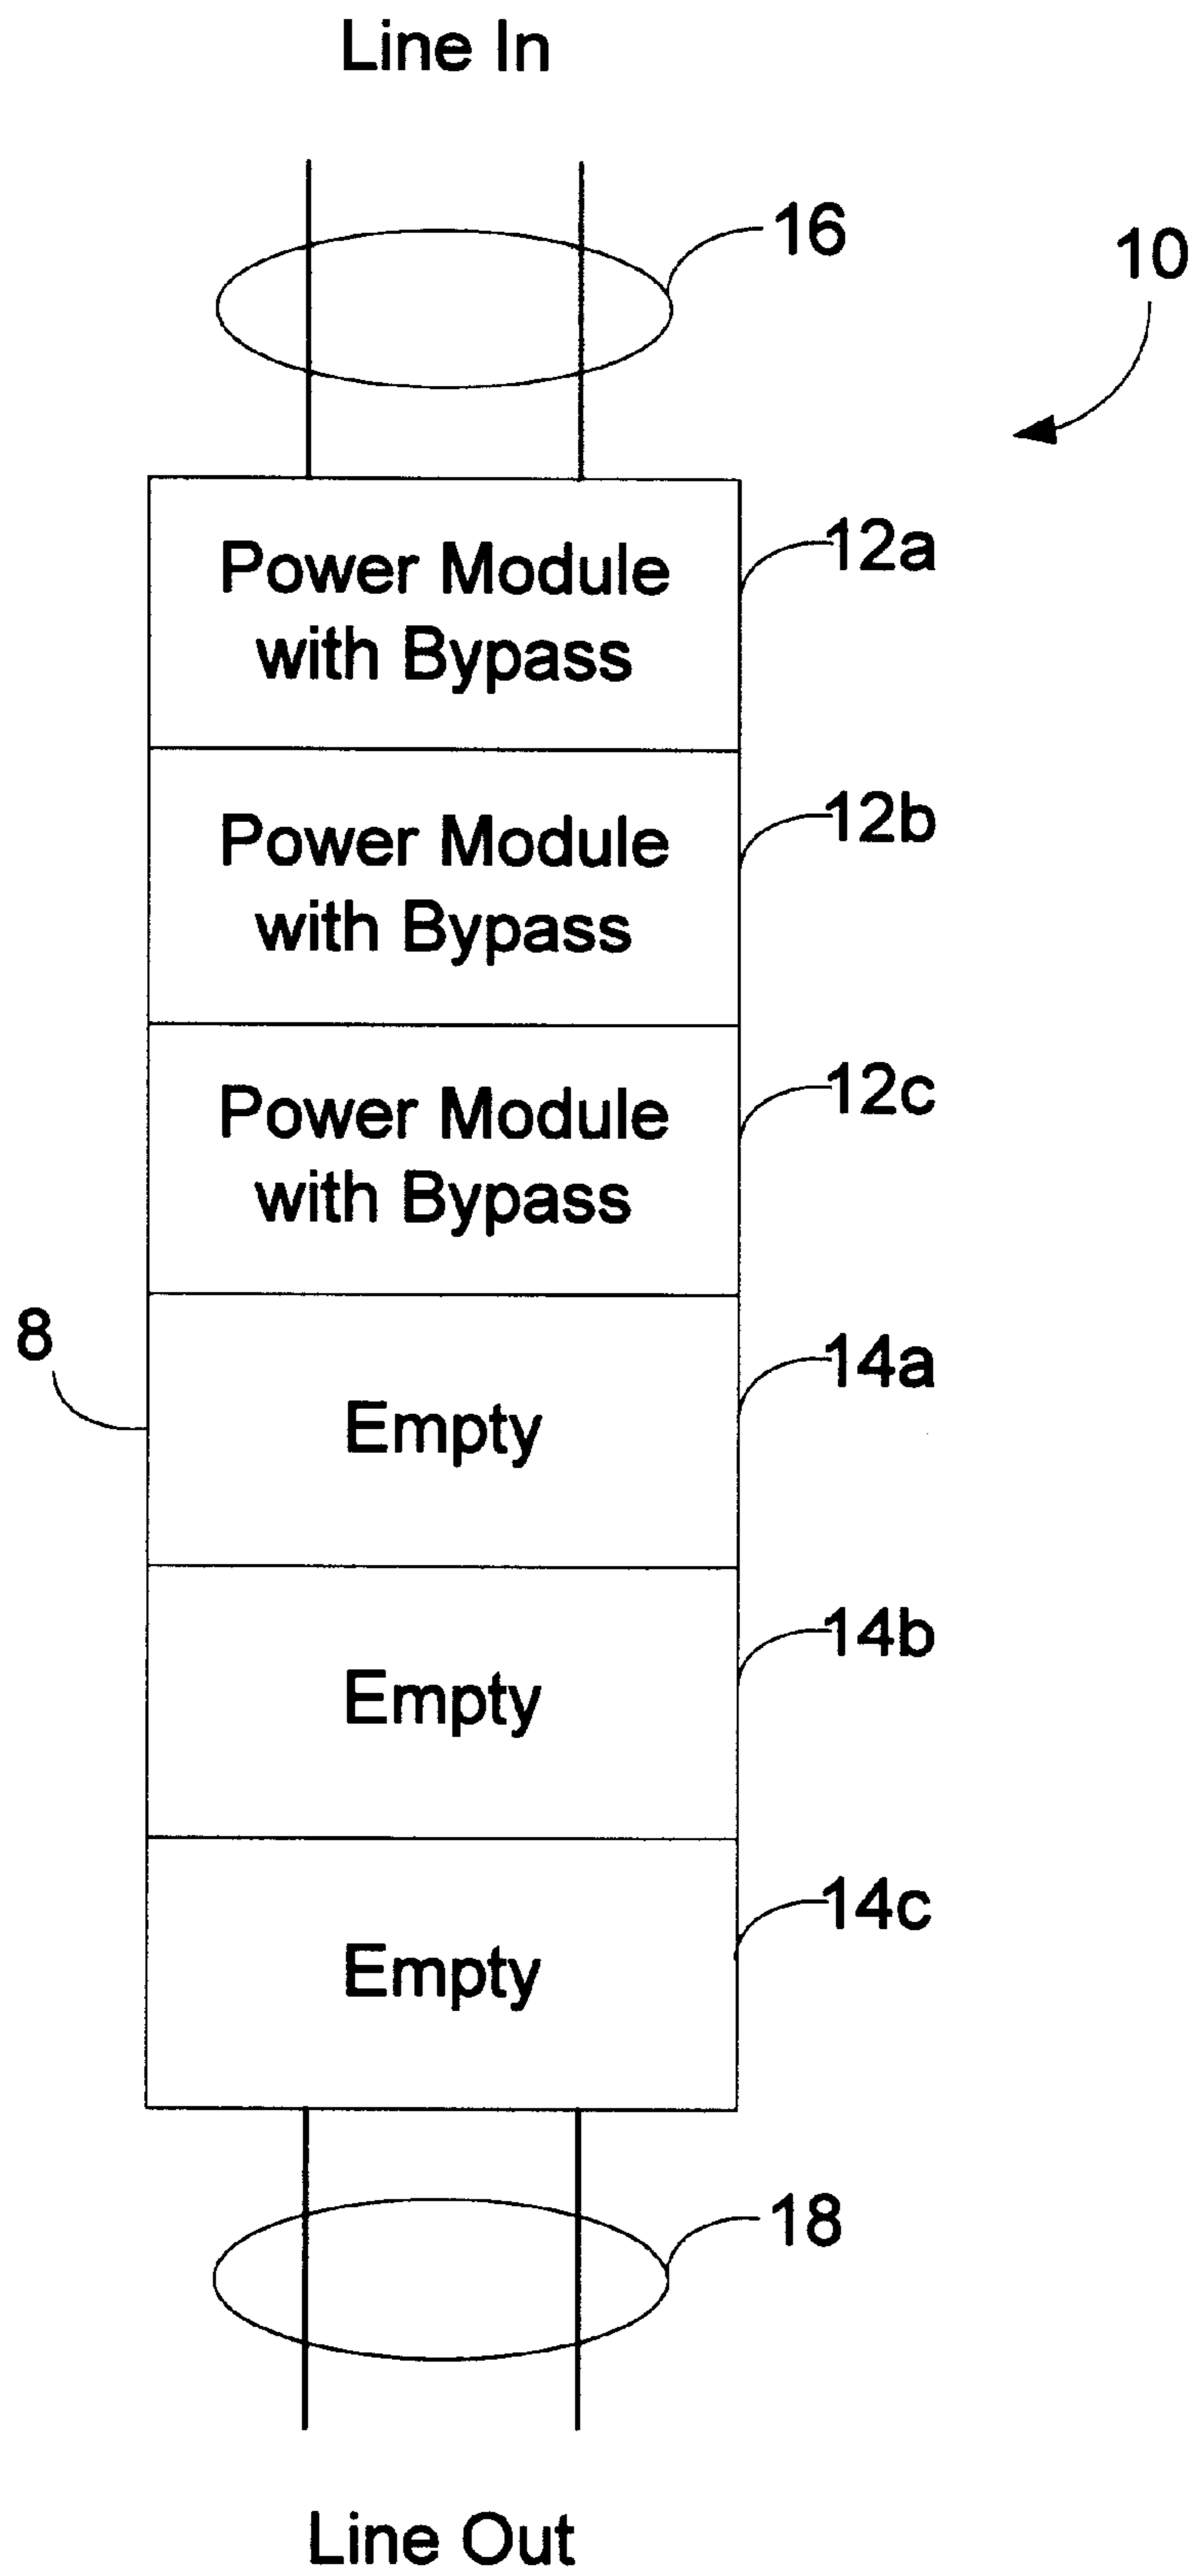 Line In
16
10
Power Module
with Bypass
12a
Power Module
with Bypass
12b
Power Module
with Bypass
12c
8
Empty
14a
Empty
14b
Empty
14c
18
Line Out